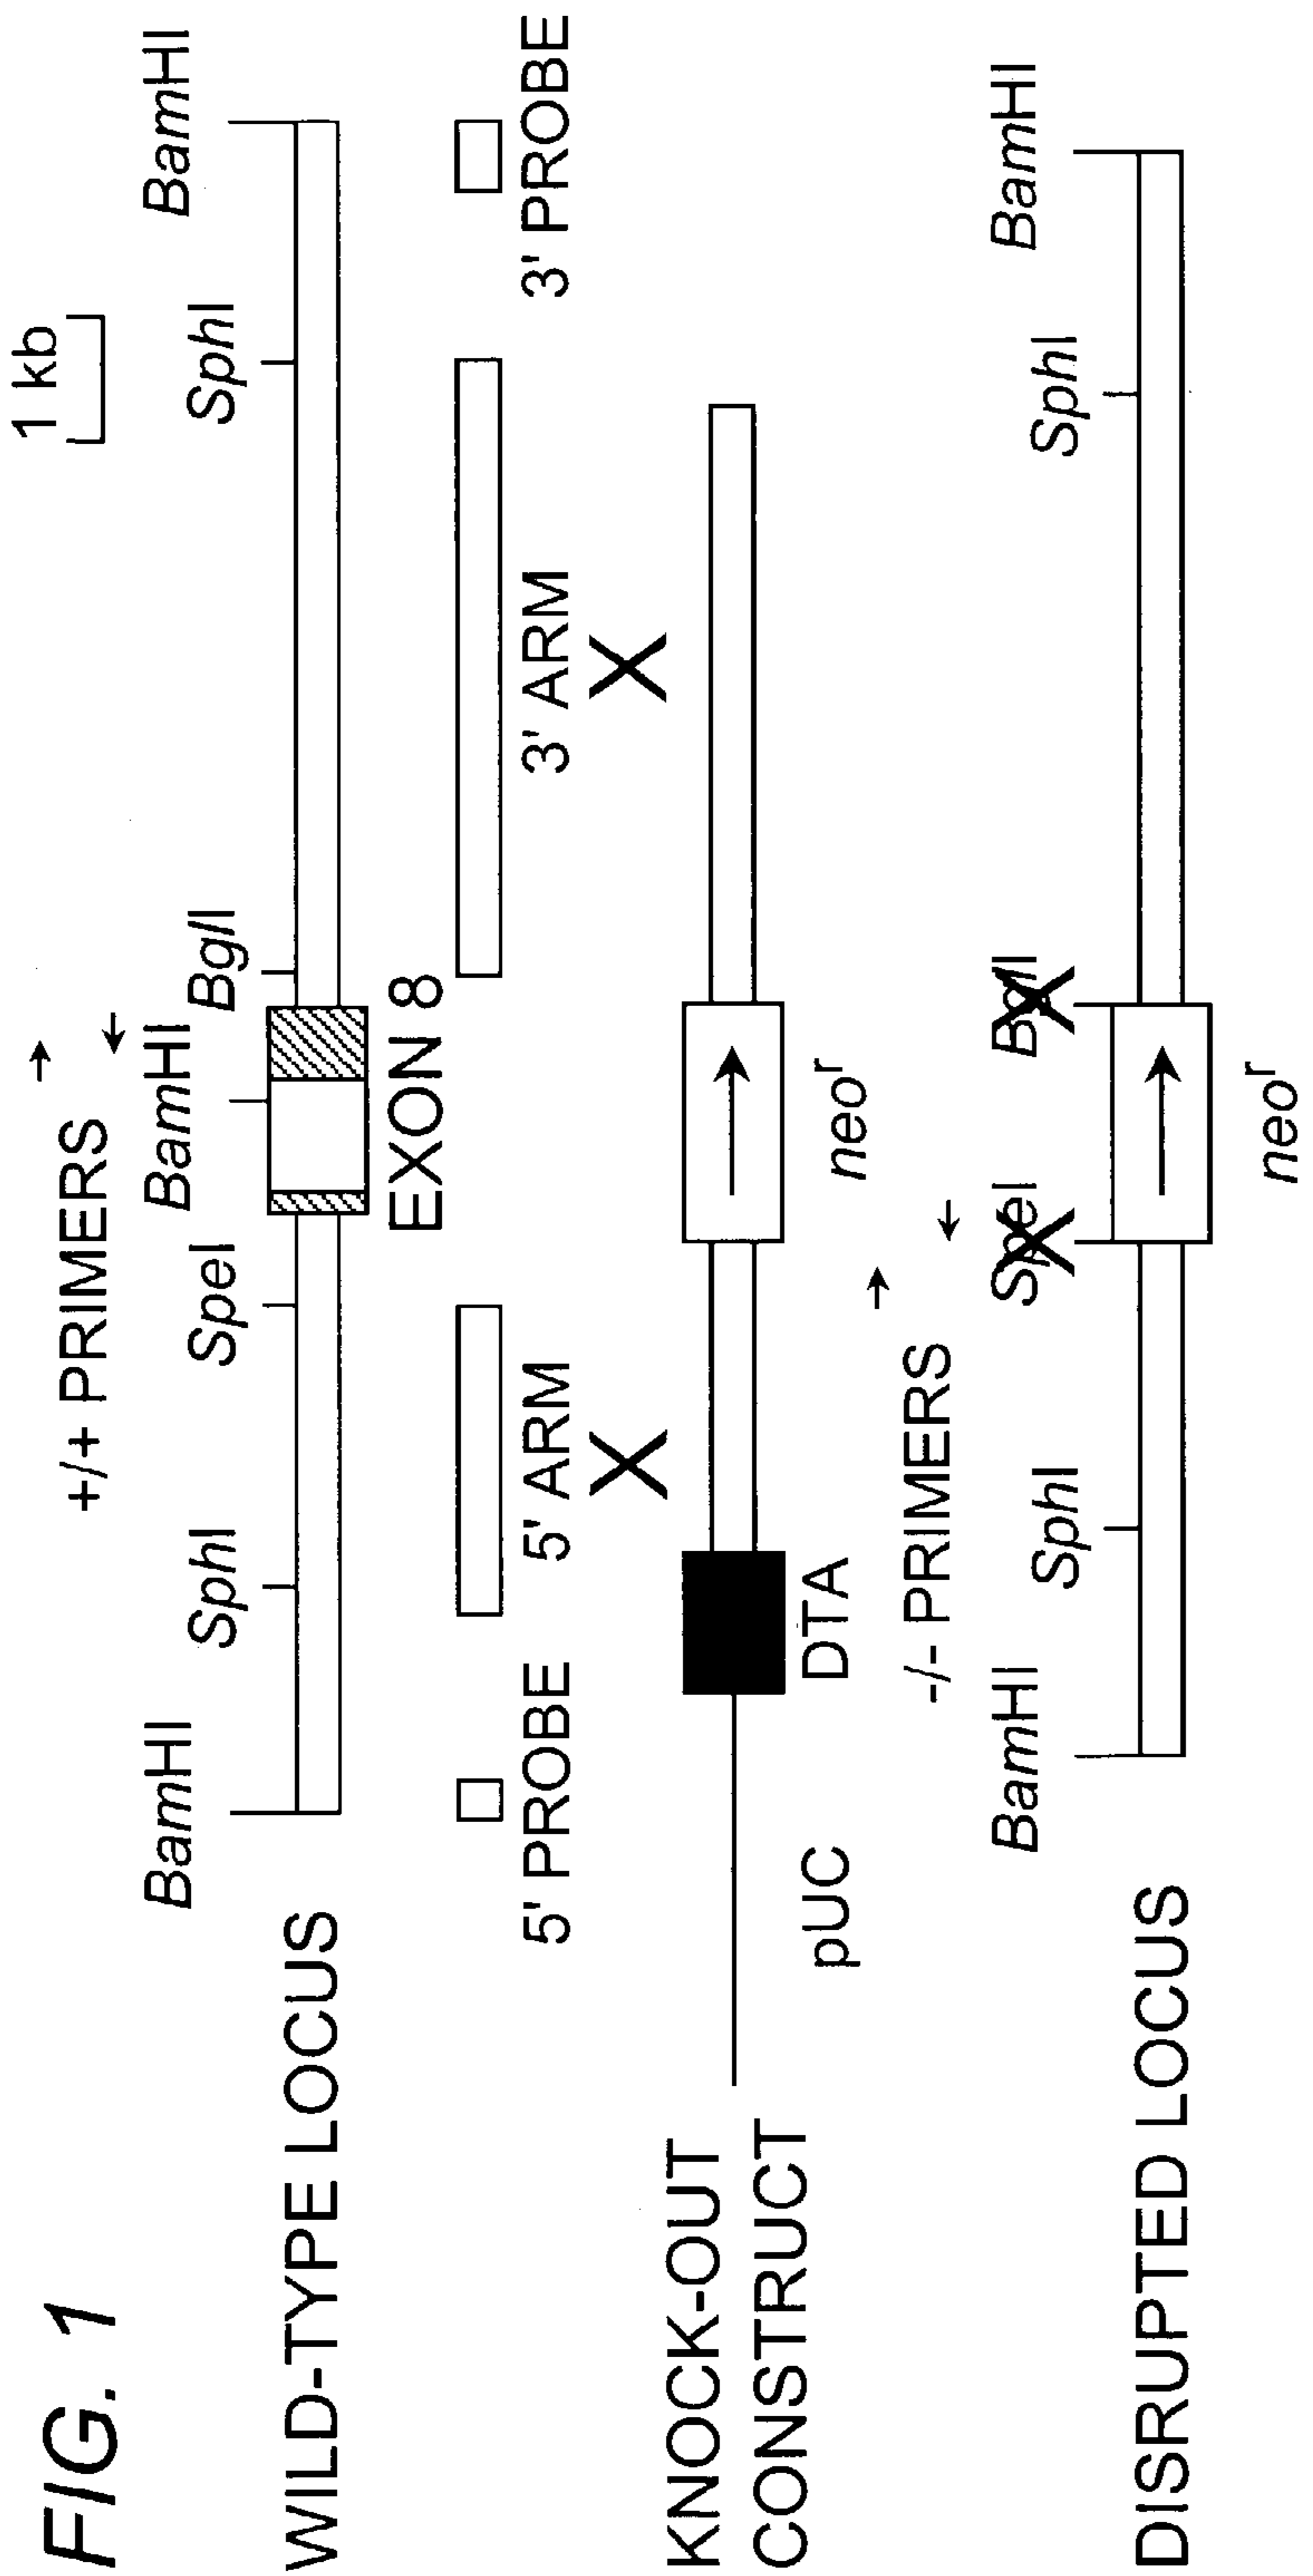 FIG. 1
1 kb
+/+ PRIMERS
BamHI
BamHI
BamHI
SphI
SpeI
BglI
SphI
WILD-TYPE LOCUS
EXON 8
5' PROBE
5' ARM
3' ARM
3' PROBE
X
X
KNOCK-OUT
CONSTRUCT
pUC
DTA
neor
-/- PRIMERS
BamHI
SpeI
BglI
BamHI
SphI
SphI
DISRUPTED LOCUS
neor